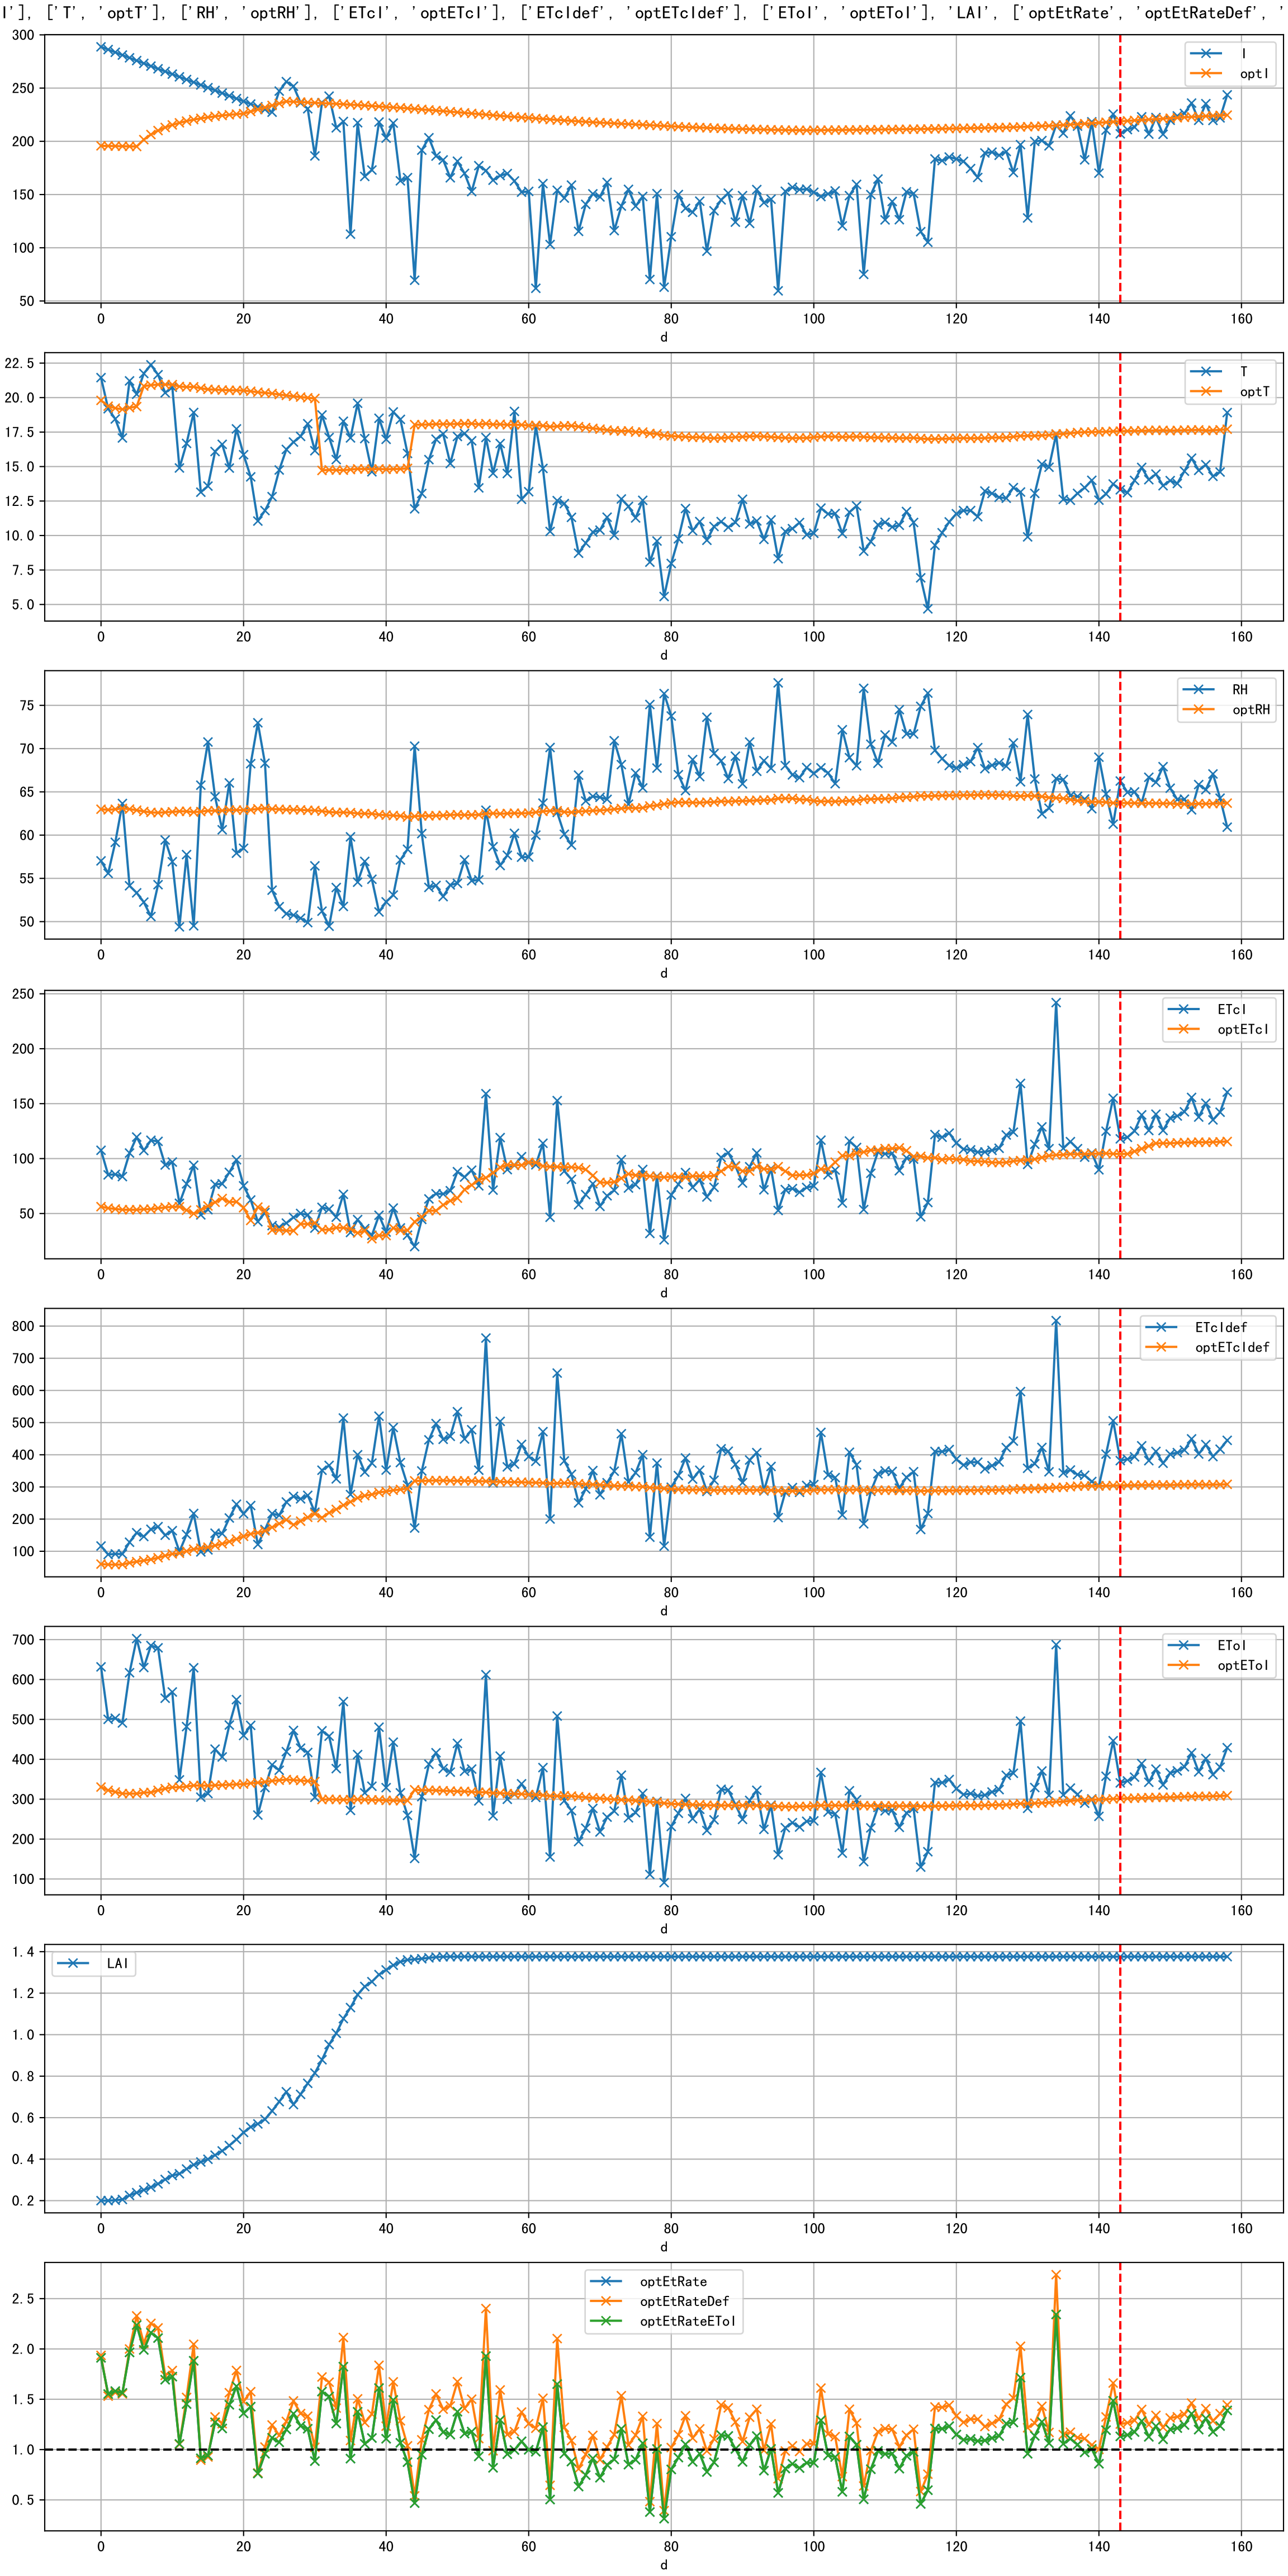 I'], ['T', 'optT'], ['RH', 'optRH'], ['ETcI', 'optETcI'], ['ETcIdef', 'optETcIdef'], ['EToI', 'optEToI'], 'LAI', ['optEtRate', 'optEtRateDef', '
300
250
200
150
100
50
I
optI
0 20 40 60 80 100 120 140 160
d
22.5
20.0
17.5
15.0
12.5
10.0
7.5
5.0
T
optT
0 20 40 60 80 100 120 140 160
d
75
70
65
60
55
50
RH
optRH
0 20 40 60 80 100 120 140 160
d
250
200
150
100
50
ETcI
optETcI
0 20 40 60 80 100 120 140 160
d
800
700
600
500
400
300
200
100
ETcIdef
optETcIdef
0 20 40 60 80 100 120 140 160
d
700
600
500
400
300
200
100
EToI
optEToI
0 20 40 60 80 100 120 140 160
d
1.4
1.2
1.0
0.8
0.6
0.4
0.2
LAI
0 20 40 60 80 100 120 140 160
d
2.5
2.0
1.5
1.0
0.5
optEtRate
optEtRateDef
optEtRateEToI
0 20 40 60 80 100 120 140 160
d